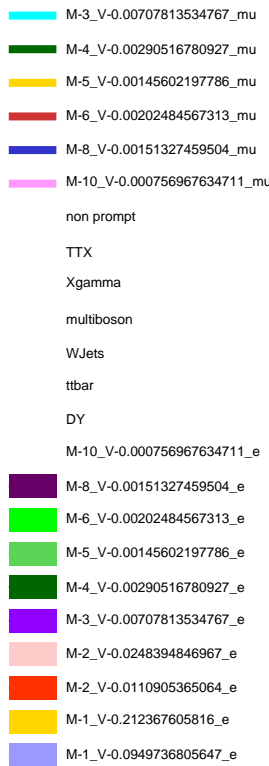 M-3_V-0.00707813534767_mu
M-4_V-0.00290516780927_mu
M-5_V-0.00145602197786_mu
M-6_V-0.00202484567313_mu
M-8_V-0.00151327459504_mu
M-10_V-0.000756967634711_mu
non prompt
TTX
Xgamma
multiboson
WJets
ttbar
DY
M-10_V-0.000756967634711_e
M-8_V-0.00151327459504_e
M-6_V-0.00202484567313_e
M-5_V-0.00145602197786_e
M-4_V-0.00290516780927_e
M-3_V-0.00707813534767_e
M-2_V-0.0248394846967_e
M-2_V-0.0110905365064_e
M-1_V-0.212367605816_e
M-1_V-0.0949736805647_e